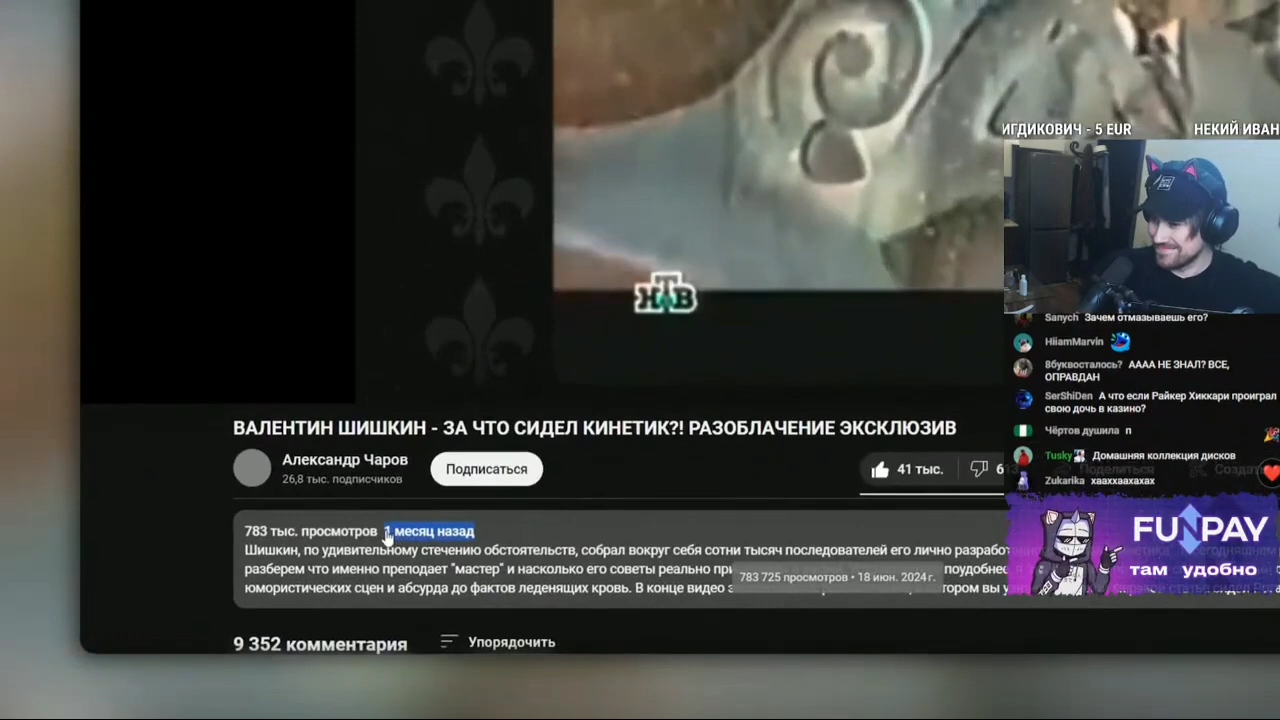 ИГДИКОВИЧ - 5 EUR НЕКИЙ ИВАН
НТВ
Sanych Зачем отмазываешь его?
HiiamMarvin
8буквосталось? АААА НЕ ЗНАЛ? ВСЕ,
ОПРАВДАН
SerShiDen А что если Райкер Хиккари проиграл
свою дочь в казино?
Чёртов душила п
Tusky Домашняя коллекция дисков
Zukarika хааххаахахах
FUNPAY
там удобно
ВАЛЕНТИН ШИШКИН - ЗА ЧТО СИДЕЛ КИНЕТИК?! РАЗОБЛАЧЕНИЕ ЭКСКЛЮЗИВ
Александр Чаров
26,8 тыс. подписчиков
Подписаться
41 тыс.
Поделиться
783 тыс. просмотров 1 месяц назад
Шишкин, по удивительному стечению обстоятельств, собрал вокруг себя сотни тысяч последователей его лично разработ
разберем что именно преподает "мастер" и насколько его советы реально при
783 725 просмотров • 18 июн. 2024 г.
юмористических сцен и абсурда до фактов леденящих кровь. В конце видео
9 352 комментария
Упорядочить